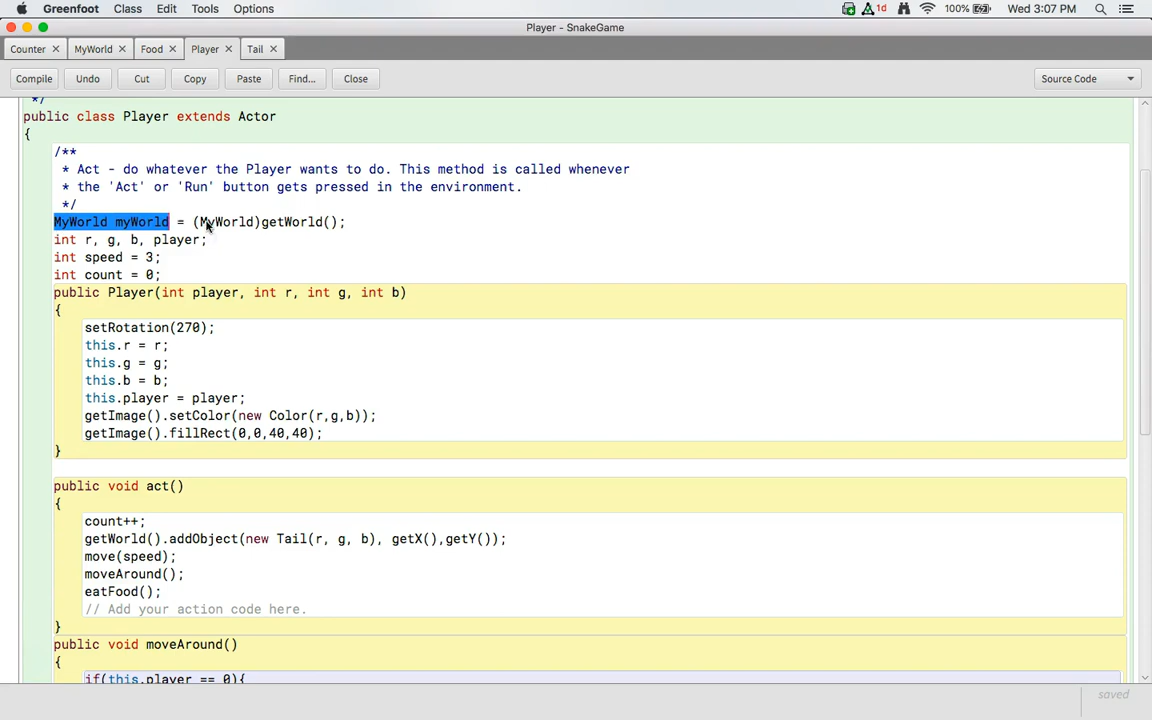 Greenfoot Class Edit Tools Options 1d 100% Wed 3:07 PM
Player - SnakeGame
Counter MyWorld Food Player Tail
Compile Undo Cut Copy Paste Find... Close Source Code
*/
public class Player extends Actor
{
/**
* Act - do whatever the Player wants to do. This method is called whenever
* the 'Act' or 'Run' button gets pressed in the environment.
*/
MyWorld myWorld = (MyWorld)getWorld();
int r, g, b, player;
int speed = 3;
int count = 0;
public Player(int player, int r, int g, int b)
{
setRotation(270);
this.r = r;
this.g = g;
this.b = b;
this.player = player;
getImage().setColor(new Color(r,g,b));
getImage().fillRect(0,0,40,40);
}
public void act()
{
count++;
getWorld().addObject(new Tail(r, g, b), getX(),getY());
move(speed);
moveAround();
eatFood();
// Add your action code here.
}
public void moveAround()
{
if(this.player == 0){
saved